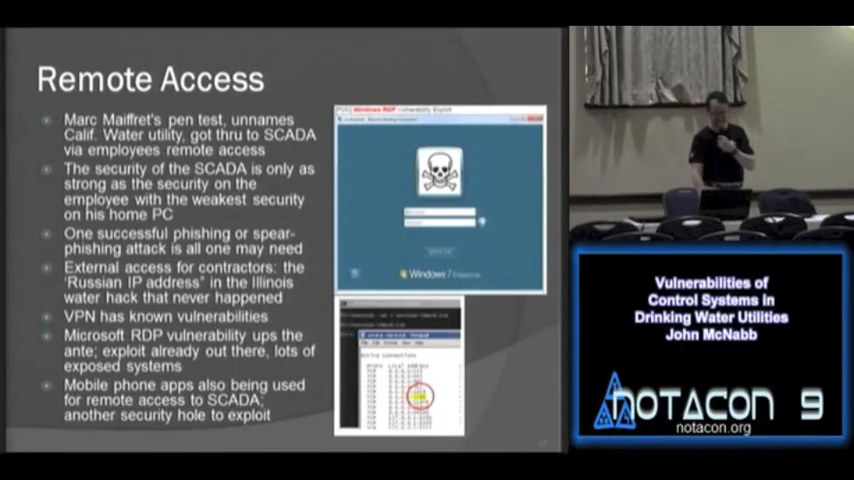 Remote Access
Marc Maiffret's pen test, unnames
Calif. Water utility, got thru to SCADA
via employees remote access
The security of the SCADA is only as
strong as the security on the
employee with the weakest security
on his home PC
One successful phishing or spear-
phishing attack is all one may need
External access for contractors: the
'Russian IP address" in the Illinois
water hack that never happened
VPN has known vulnerabilities
Microsoft RDP vulnerability ups the
ante; exploit already out there, lots of
exposed systems
Mobile phone apps also being used
for remote access to SCADA;
another security hole to exploit
Windows RDP Vulnerability Exploit
Windows 7 Enterprise
Vulnerabilities of
Control Systems in
Drinking Water Utilities
John McNabb
NOTACON 9
notacon.org